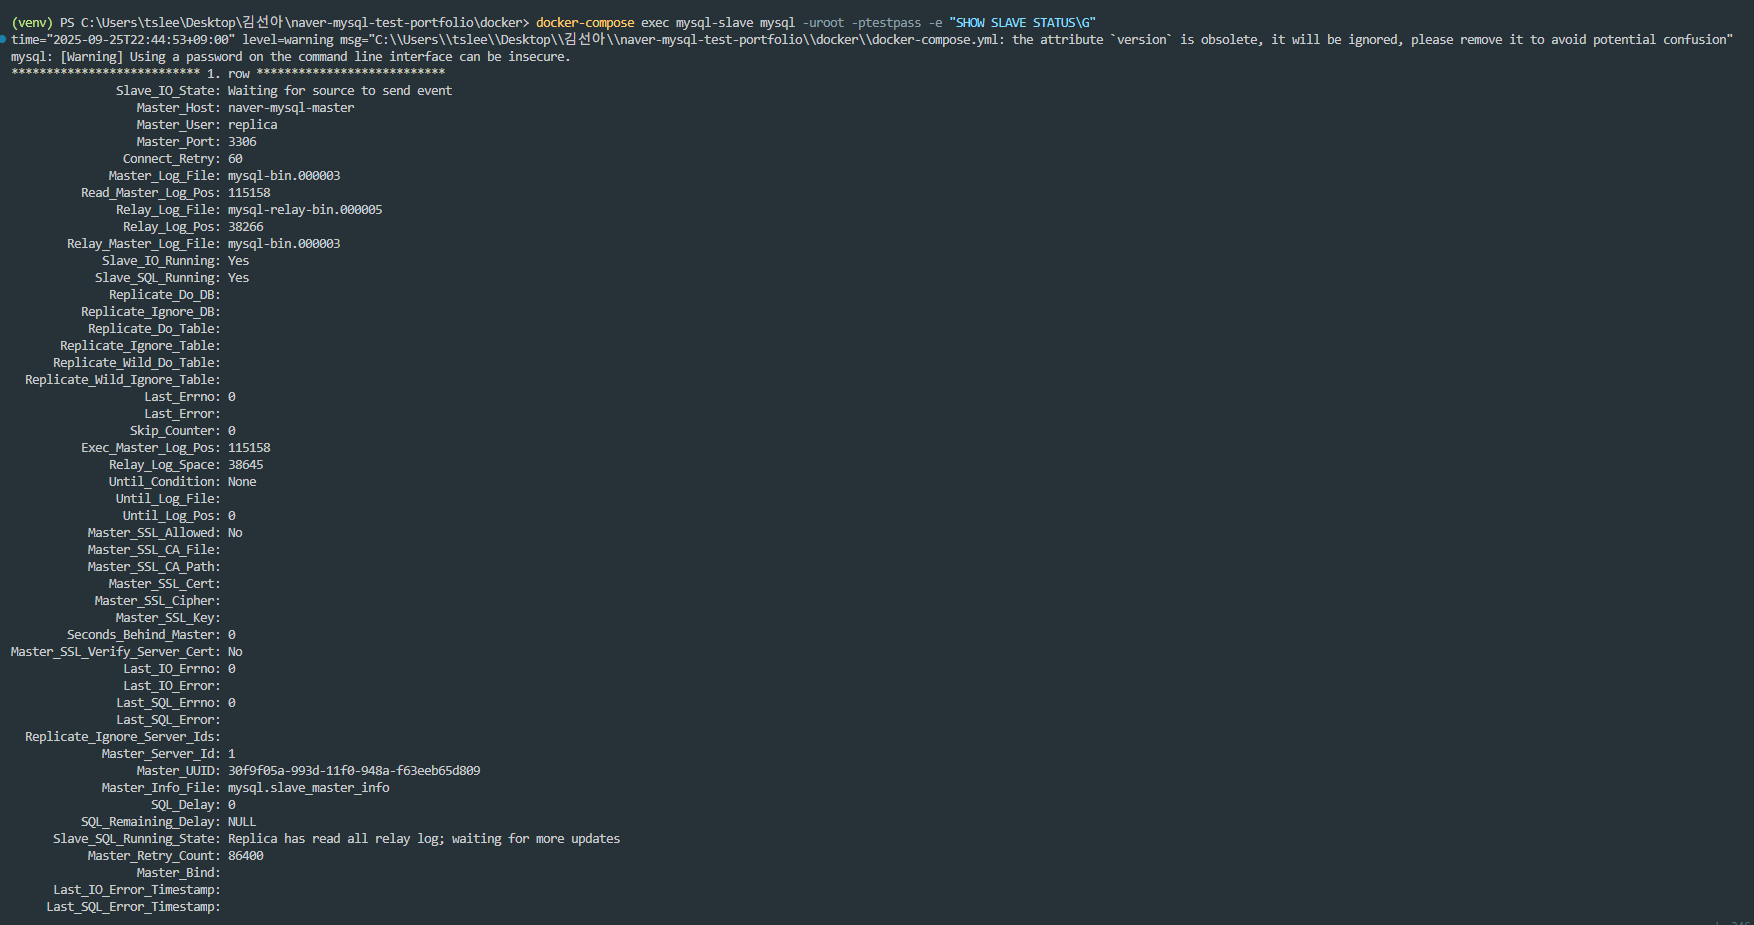 (venv) PS C:\Users\tslee\Desktop\김선아\naver-mysql-test-portfolio\docker> docker-compose exec mysql-slave mysql -uroot -ptestpass -e "SHOW SLAVE STATUS\G"
time="2025-09-25T22:44:53+09:00" level=warning msg="C:\\Users\\tslee\\Desktop\\김선아\\naver-mysql-test-portfolio\\docker\\docker-compose.yml: the attribute `version` is obsolete, it will be ignored, please remove it to avoid potential confusion"
mysql: [Warning] Using a password on the command line interface can be insecure.
*************************** 1. row ***************************
Slave_IO_State: Waiting for source to send event
Master_Host: naver-mysql-master
Master_User: replica
Master_Port: 3306
Connect_Retry: 60
Master_Log_File: mysql-bin.000003
Read_Master_Log_Pos: 115158
Relay_Log_File: mysql-relay-bin.000005
Relay_Log_Pos: 38266
Relay_Master_Log_File: mysql-bin.000003
Slave_IO_Running: Yes
Slave_SQL_Running: Yes
Replicate_Do_DB:
Replicate_Ignore_DB:
Replicate_Do_Table:
Replicate_Ignore_Table:
Replicate_Wild_Do_Table:
Replicate_Wild_Ignore_Table:
Last_Errno: 0
Last_Error:
Skip_Counter: 0
Exec_Master_Log_Pos: 115158
Relay_Log_Space: 38645
Until_Condition: None
Until_Log_File:
Until_Log_Pos: 0
Master_SSL_Allowed: No
Master_SSL_CA_File:
Master_SSL_CA_Path:
Master_SSL_Cert:
Master_SSL_Cipher:
Master_SSL_Key:
Seconds_Behind_Master: 0
Master_SSL_Verify_Server_Cert: No
Last_IO_Errno: 0
Last_IO_Error:
Last_SQL_Errno: 0
Last_SQL_Error:
Replicate_Ignore_Server_Ids:
Master_Server_Id: 1
Master_UUID: 30f9f05a-993d-11f0-948a-f63eeb65d809
Master_Info_File: mysql.slave_master_info
SQL_Delay: 0
SQL_Remaining_Delay: NULL
Slave_SQL_Running_State: Replica has read all relay log; waiting for more updates
Master_Retry_Count: 86400
Master_Bind:
Last_IO_Error_Timestamp:
Last_SQL_Error_Timestamp: